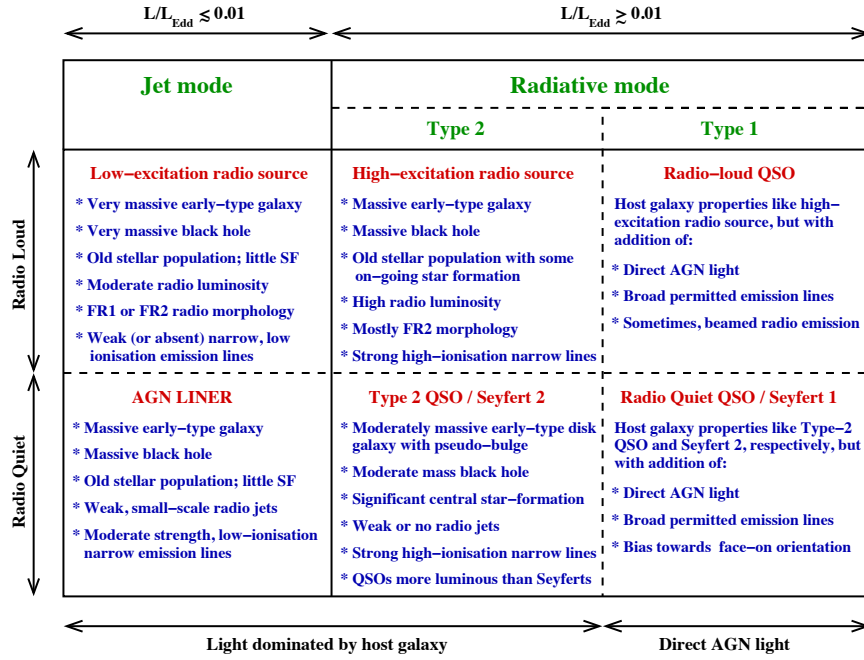 L/L_Edd ≲ 0.01
L/L_Edd ≳ 0.01
Jet mode
Radiative mode
Type 2
Type 1
Radio Loud
Low−excitation radio source
* Very massive early−type galaxy
* Very massive black hole
* Old stellar population; little SF
* Moderate radio luminosity
* FR1 or FR2 radio morphology
* Weak (or absent) narrow, low
ionisation emission lines
High−excitation radio source
* Massive early−type galaxy
* Massive black hole
* Old stellar population with some
on−going star formation
* High radio luminosity
* Mostly FR2 morphology
* Strong high−ionisation narrow lines
Radio−loud QSO
Host galaxy properties like high−
excitation radio source, but with
addition of:
* Direct AGN light
* Broad permitted emission lines
* Sometimes, beamed radio emission
Radio Quiet
AGN LINER
* Massive early−type galaxy
* Massive black hole
* Old stellar population; little SF
* Weak, small−scale radio jets
* Moderate strength, low−ionisation
narrow emission lines
Type 2 QSO / Seyfert 2
* Moderately massive early−type disk
galaxy with pseudo−bulge
* Moderate mass black hole
* Significant central star−formation
* Weak or no radio jets
* Strong high−ionisation narrow lines
* QSOs more luminous than Seyferts
Radio Quiet QSO / Seyfert 1
Host galaxy properties like Type−2
QSO and Seyfert 2, respectively, but
with addition of:
* Direct AGN light
* Broad permitted emission lines
* Bias towards face−on orientation
Light dominated by host galaxy
Direct AGN light